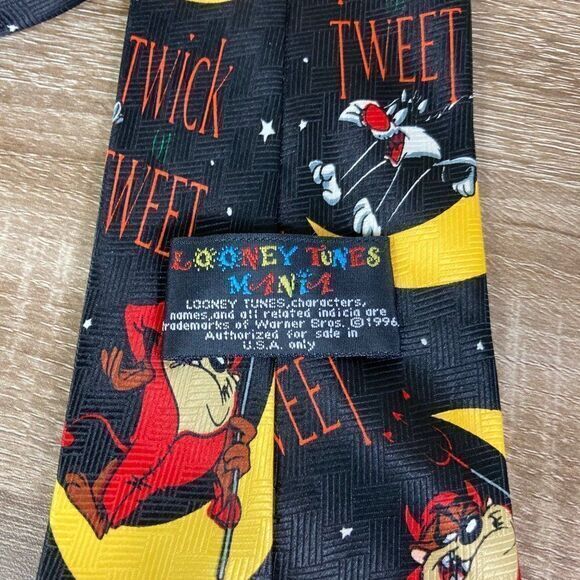 TWICK
TWEET
TWEET
LOONEY TUNES
MANIA
LOONEY TUNES, characters,
names, and all related indicia are
trademarks of Warner Bros. ©1996.
Authorized for sale in
U.S.A. only
WEET